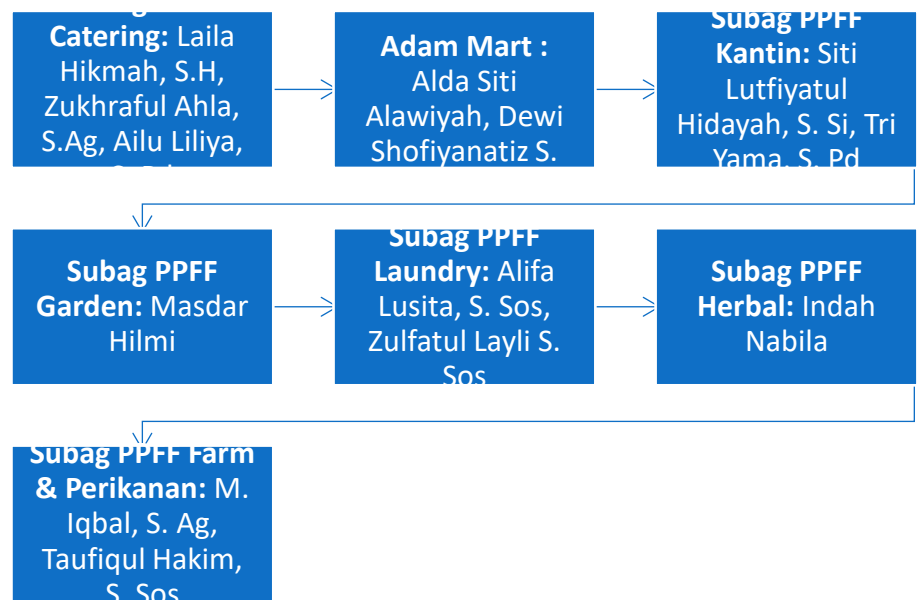 Catering: Laila
Hikmah, S.H,
Zukhraful Ahla,
S.Ag, Ailu Liliya,
Adam Mart :
Alda Siti
Alawiyah, Dewi
Shofiyanatiz S.
Subag PPFF
Kantin: Siti
Lutfiyatul
Hidayah, S. Si, Tri
Yama, S. Pd
Subag PPFF
Garden: Masdar
Hilmi
Subag PPFF
Laundry: Alifa
Lusita, S. Sos,
Zulfatul Layli S.
Sos
Subag PPFF
Herbal: Indah
Nabila
Subag PPFF Farm
& Perikanan: M.
Iqbal, S. Ag,
Taufiqul Hakim,
S. Sos